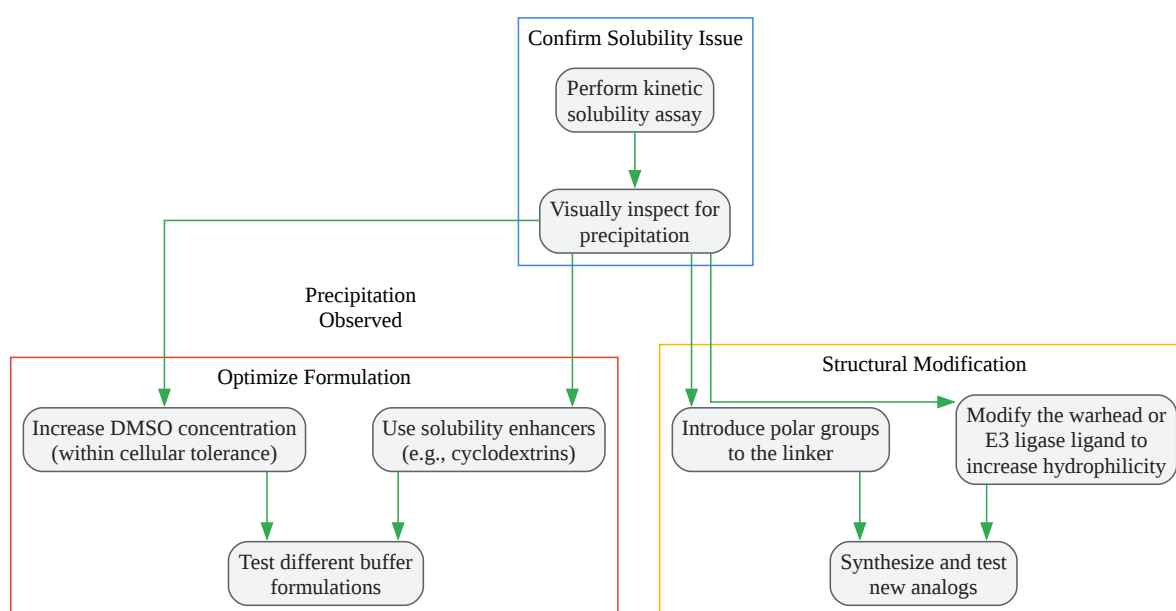 Confirm Solubility Issue
Perform kinetic
solubility assay
Visually inspect for
precipitation
Precipitation
Observed
Optimize Formulation
Increase DMSO concentration
(within cellular tolerance)
Use solubility enhancers
(e.g., cyclodextrins)
Test different buffer
formulations
Structural Modification
Introduce polar groups
to the linker
Modify the warhead or
E3 ligase ligand to
increase hydrophilicity
Synthesize and test
new analogs